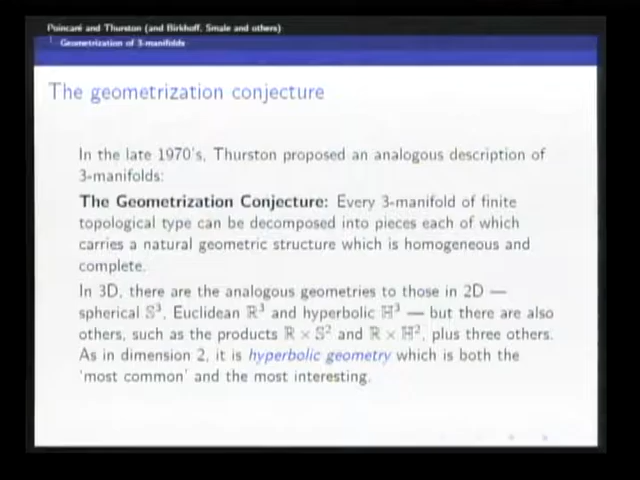 Poincaré and Thurston (and Birkhoff, Smale and others)
Geometrization of 3-manifolds
The geometrization conjecture
In the late 1970's, Thurston proposed an analogous description of
3-manifolds:
The Geometrization Conjecture: Every 3-manifold of finite
topological type can be decomposed into pieces each of which
carries a natural geometric structure which is homogeneous and
complete.
In 3D, there are the analogous geometries to those in 2D —
spherical 𝕊³, Euclidean ℝ³ and hyperbolic ℍ³ — but there are also
others, such as the products ℝ × 𝕊² and ℝ × ℍ², plus three others.
As in dimension 2, it is hyperbolic geometry which is both the
'most common' and the most interesting.